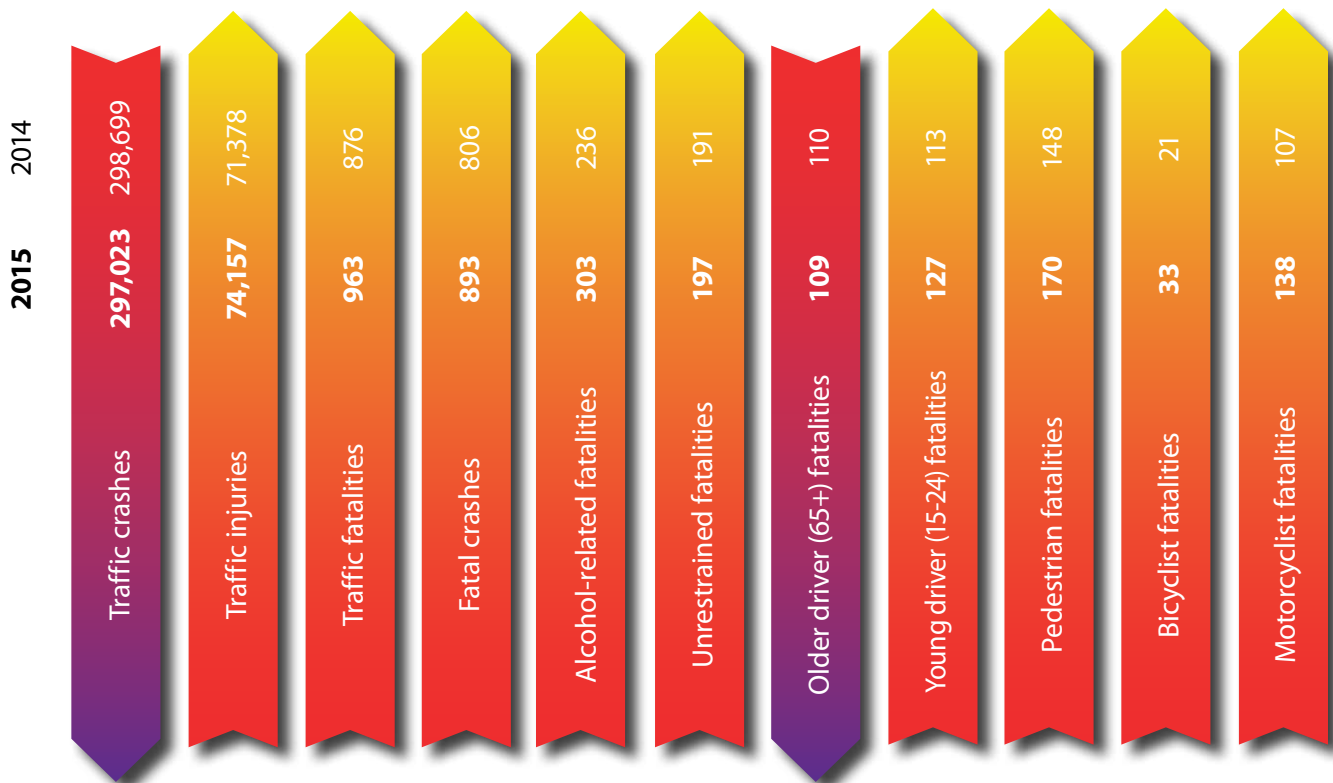 2015 2014
Traffic crashes 297,023 298,699
Traffic injuries 74,157 71,378
Traffic fatalities 963 876
Fatal crashes 893 806
Alcohol-related fatalities 303 236
Unrestrained fatalities 197 191
Older driver (65+) fatalities 109 110
Young driver (15-24) fatalities 127 113
Pedestrian fatalities 170 148
Bicyclist fatalities 33 21
Motorcyclist fatalities 138 107